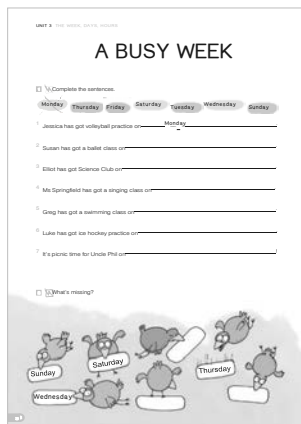 UNIT 3 THE WEEK, DAYS, HOURS
A BUSY WEEK
Complete the sentences.
Monday Thursday Friday Saturday Tuesday Wednesday Sunday
1 Jessica has got volleyball practice on Monday
2 Susan has got a ballet class on
3 Elliot has got Science Club on
4 Ms Springfield has got a singing class on
5 Greg has got a swimming class on
6 Luke has got ice hockey practice on
7 It's picnic time for Uncle Phil on !
What's missing?
Sunday
Saturday
Thursday
Wednesday